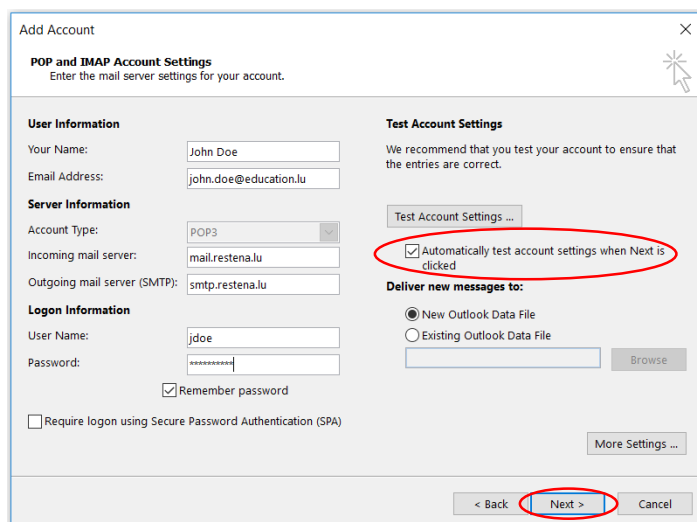 Add Account
POP and IMAP Account Settings
Enter the mail server settings for your account.
User Information
Your Name: John Doe
Email Address: john.doe@education.lu
Server Information
Account Type: POP3
Incoming mail server: mail.restena.lu
Outgoing mail server (SMTP): smtp.restena.lu
Logon Information
User Name: jdoe
Password: **********
Remember password
Require logon using Secure Password Authentication (SPA)
Test Account Settings
We recommend that you test your account to ensure that
the entries are correct.
Test Account Settings ...
Automatically test account settings when Next is
clicked
Deliver new messages to:
New Outlook Data File
Existing Outlook Data File
Browse
More Settings ...
< Back Next > Cancel